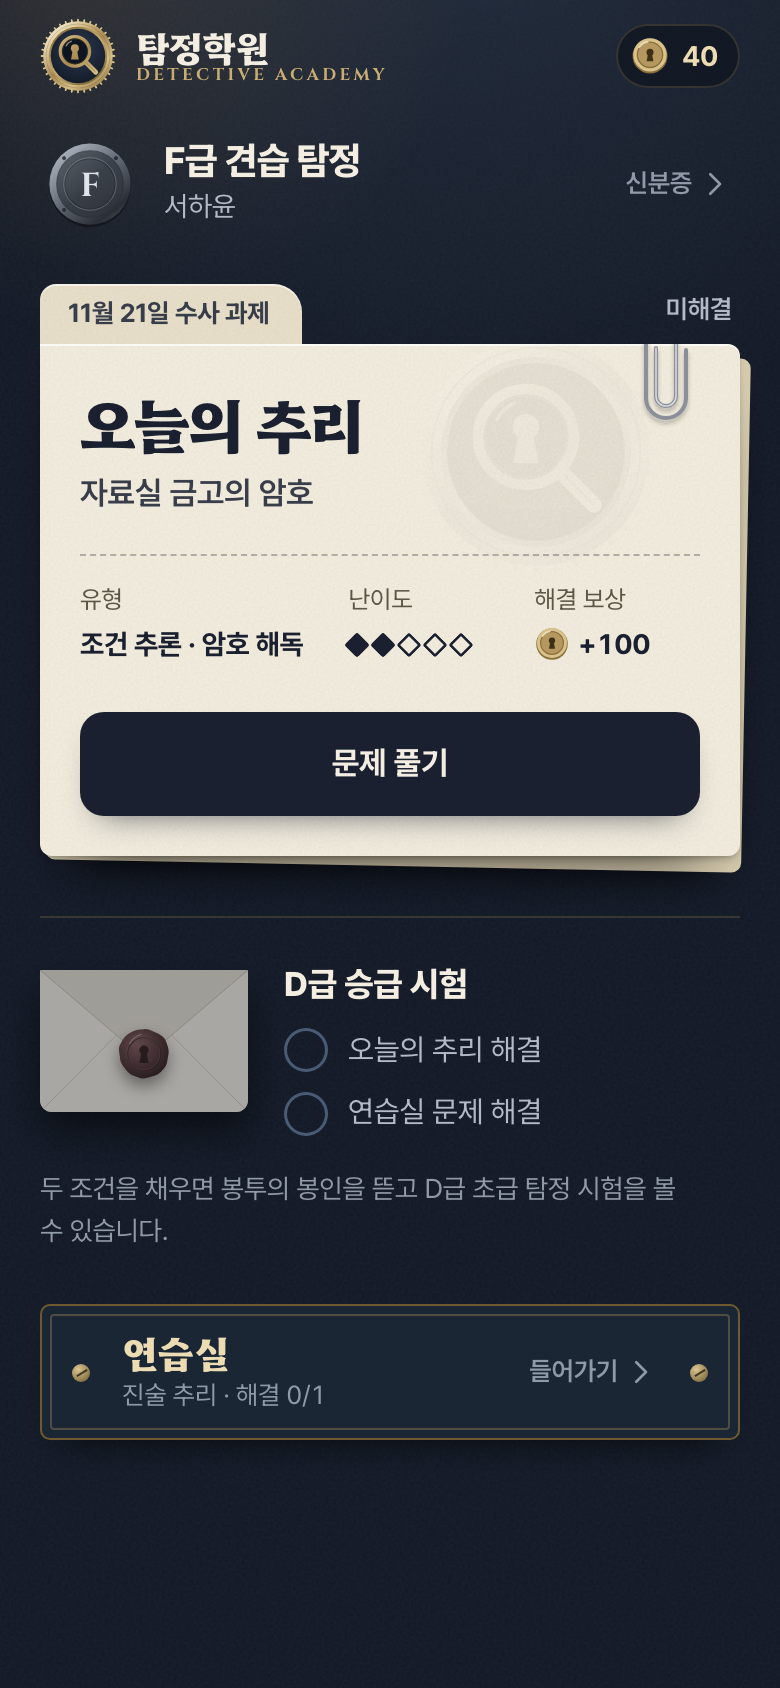 탐정학원
DETECTIVE ACADEMY
40
F
F급 견습 탐정
서하윤
신분증
11월 21일 수사 과제
미해결
오늘의 추리
자료실 금고의 암호
유형
난이도
해결 보상
조건 추론 · 암호 해독
+100
문제 풀기
D급 승급 시험
오늘의 추리 해결
연습실 문제 해결
두 조건을 채우면 봉투의 봉인을 뜯고 D급 초급 탐정 시험을 볼
수 있습니다.
연습실
진술 추리 · 해결 0/1
들어가기